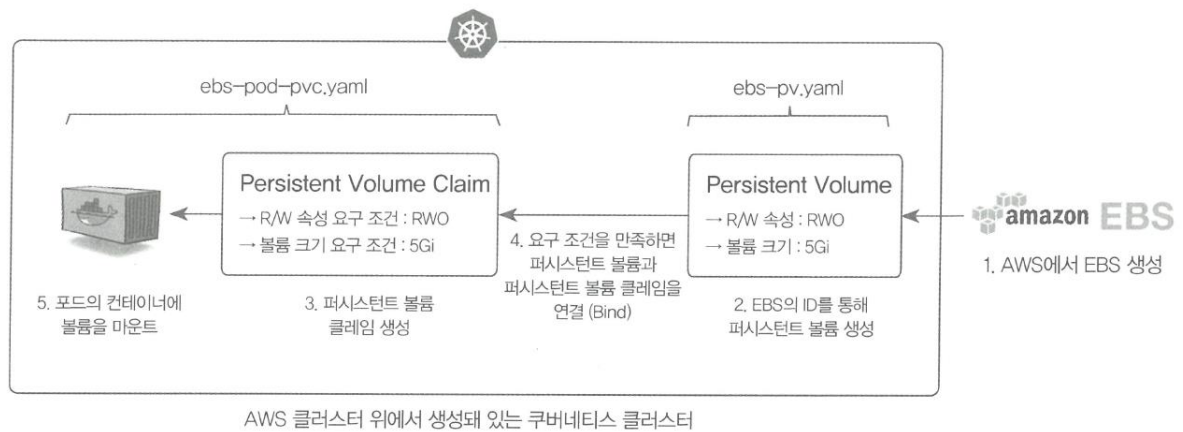 ebs-pod-pvc.yaml
ebs-pv.yaml
Persistent Volume Claim
→ R/W 속성 요구 조건 : RWO
→ 볼륨 크기 요구 조건 : 5Gi
Persistent Volume
→ R/W 속성 : RWO
→ 볼륨 크기 : 5Gi
amazon EBS
1. AWS에서 EBS 생성
2. EBS의 ID를 통해
퍼시스턴트 볼륨 생성
3. 퍼시스턴트 볼륨
클레임 생성
4. 요구 조건을 만족하면
퍼시스턴트 볼륨과
퍼시스턴트 볼륨 클레임을
연결 (Bind)
5. 포드의 컨테이너에
볼륨을 마운트
AWS 클러스터 위에서 생성돼 있는 쿠버네티스 클러스터